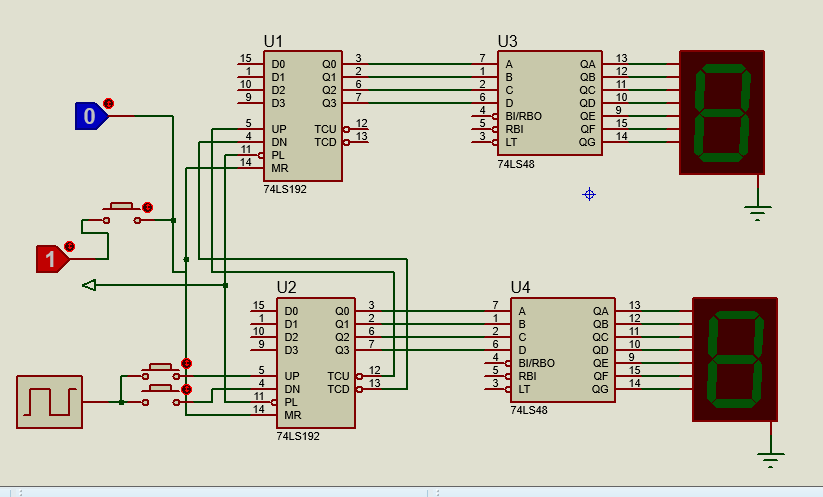 U1
15 D0 Q0 3
1 D1 Q1 2
10 D2 Q2 6
9 D3 Q3 7
5 UP TCU 12
4 DN TCD 13
11 PL
14 MR
74LS192
U3
7 A QA 13
1 B QB 12
2 C QC 11
6 D QD 10
4 BI/RBO QE 9
5 RBI QF 15
3 LT QG 14
74LS48
0
1
U2
15 D0 Q0 3
1 D1 Q1 2
10 D2 Q2 6
9 D3 Q3 7
5 UP TCU 12
4 DN TCD 13
11 PL
14 MR
74LS192
U4
7 A QA 13
1 B QB 12
2 C QC 11
6 D QD 10
4 BI/RBO QE 9
5 RBI QF 15
3 LT QG 14
74LS48